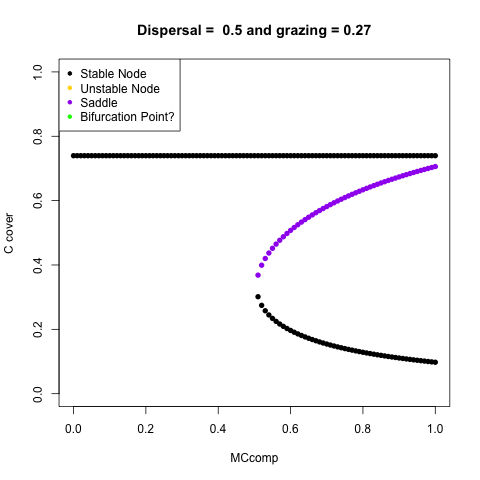 Dispersal =  0.5 and grazing = 0.27
Stable Node
Unstable Node
Saddle
Bifurcation Point?
1.0
0.8
0.6
0.4
0.2
0.0
C cover
0.0 0.2 0.4 0.6 0.8 1.0
MCcomp